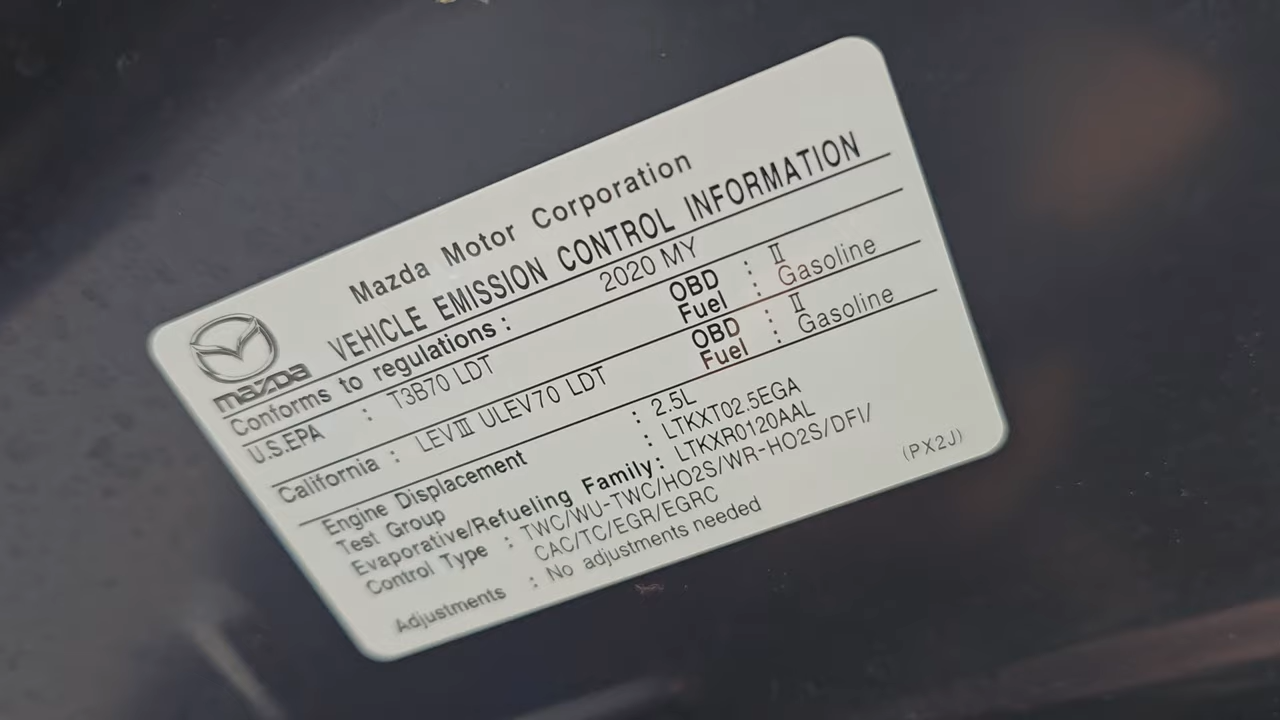 Mazda Motor Corporation
VEHICLE EMISSION CONTROL INFORMATION
mazda
Conforms to regulations : 2020 MY
U.S.EPA : T3B70 LDT OBD : II
Fuel : Gasoline
California : LEVIII ULEV70 LDT OBD : II
Fuel : Gasoline
Engine Displacement : 2.5L
Test Group : LTKXT02.5EGA
Evaporative/Refueling Family: LTKXR0120AAL
Control Type : TWC/WU-TWC/HO2S/WR-HO2S/DFI/
CAC/TC/EGR/EGRC
Adjustments : No adjustments needed
(PX2J)